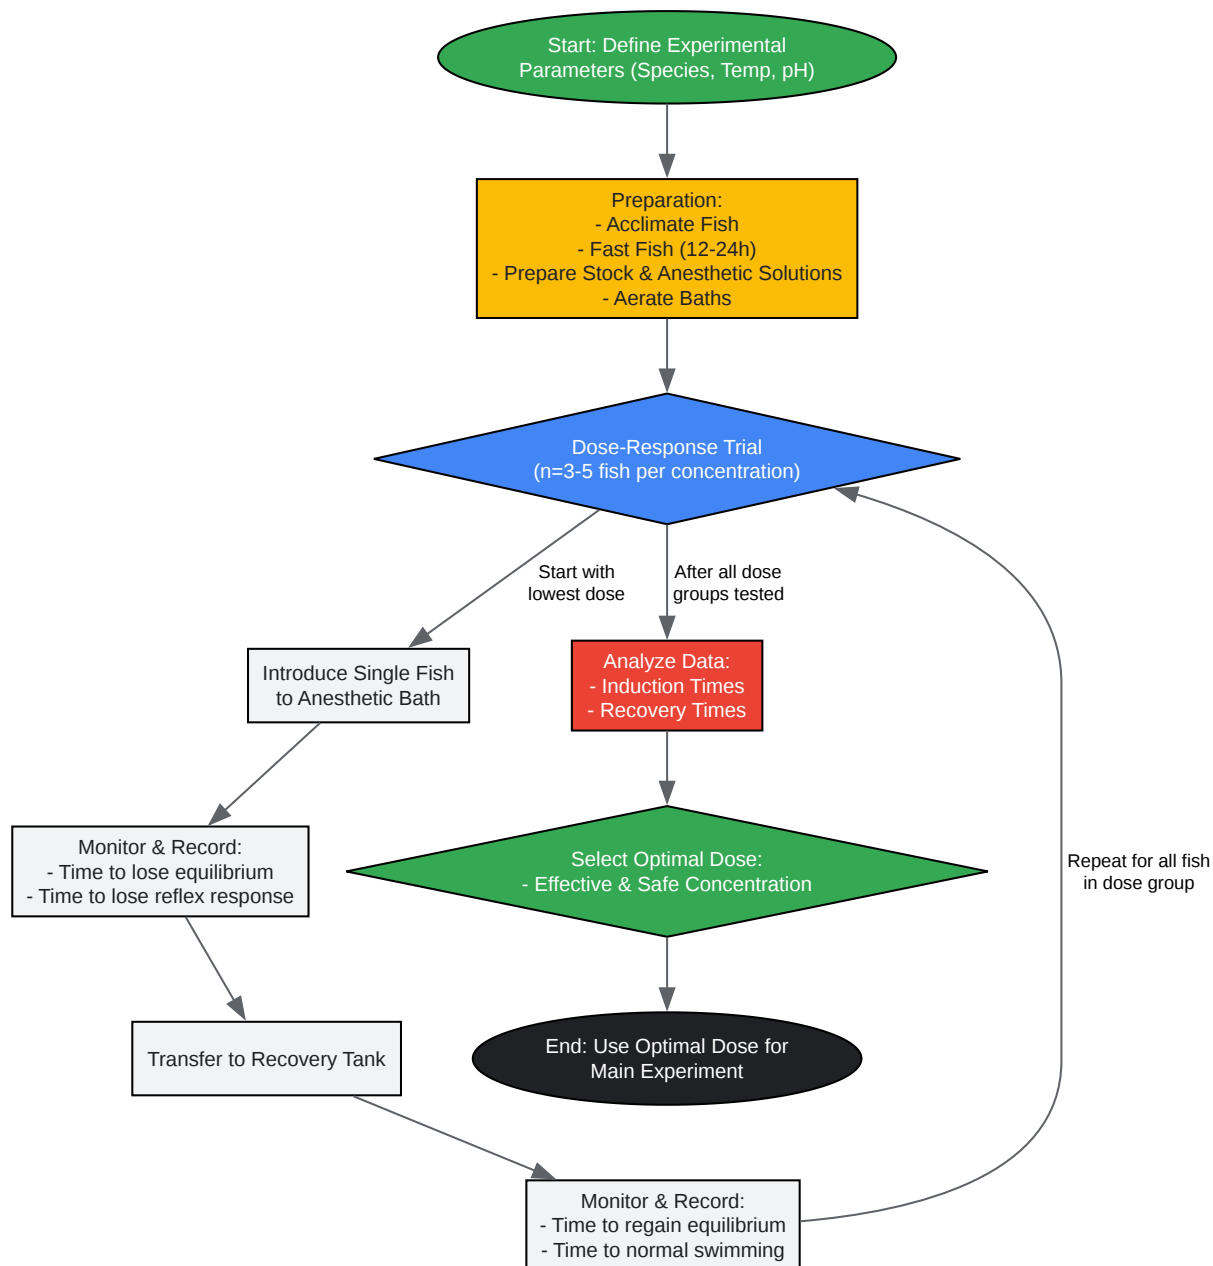 Start: Define Experimental
Parameters (Species, Temp, pH)
Preparation:
- Acclimate Fish
- Fast Fish (12-24h)
- Prepare Stock & Anesthetic Solutions
- Aerate Baths
Dose-Response Trial
(n=3-5 fish per concentration)
Start with
lowest dose
After all dose
groups tested
Introduce Single Fish
to Anesthetic Bath
Analyze Data:
- Induction Times
- Recovery Times
Monitor & Record:
- Time to lose equilibrium
- Time to lose reflex response
Select Optimal Dose:
- Effective & Safe Concentration
Repeat for all fish
in dose group
Transfer to Recovery Tank
End: Use Optimal Dose for
Main Experiment
Monitor & Record:
- Time to regain equilibrium
- Time to normal swimming